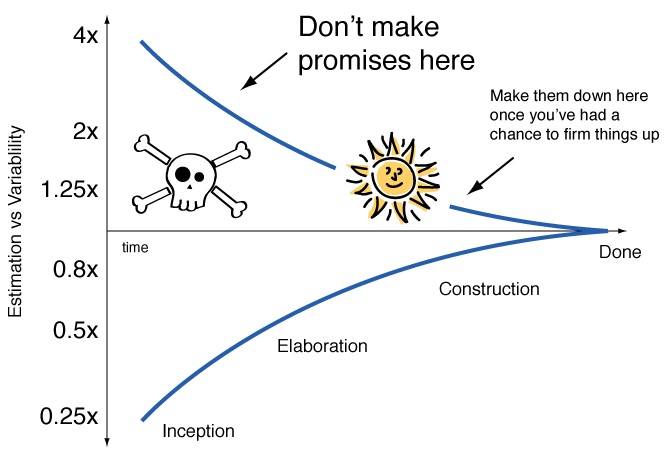 4x
Don't make
promises here
Make them down here
once you've had a
chance to firm things up
2x
1.25x
Estimation vs Variablility
time
Done
0.8x
Construction
0.5x
Elaboration
0.25x
Inception